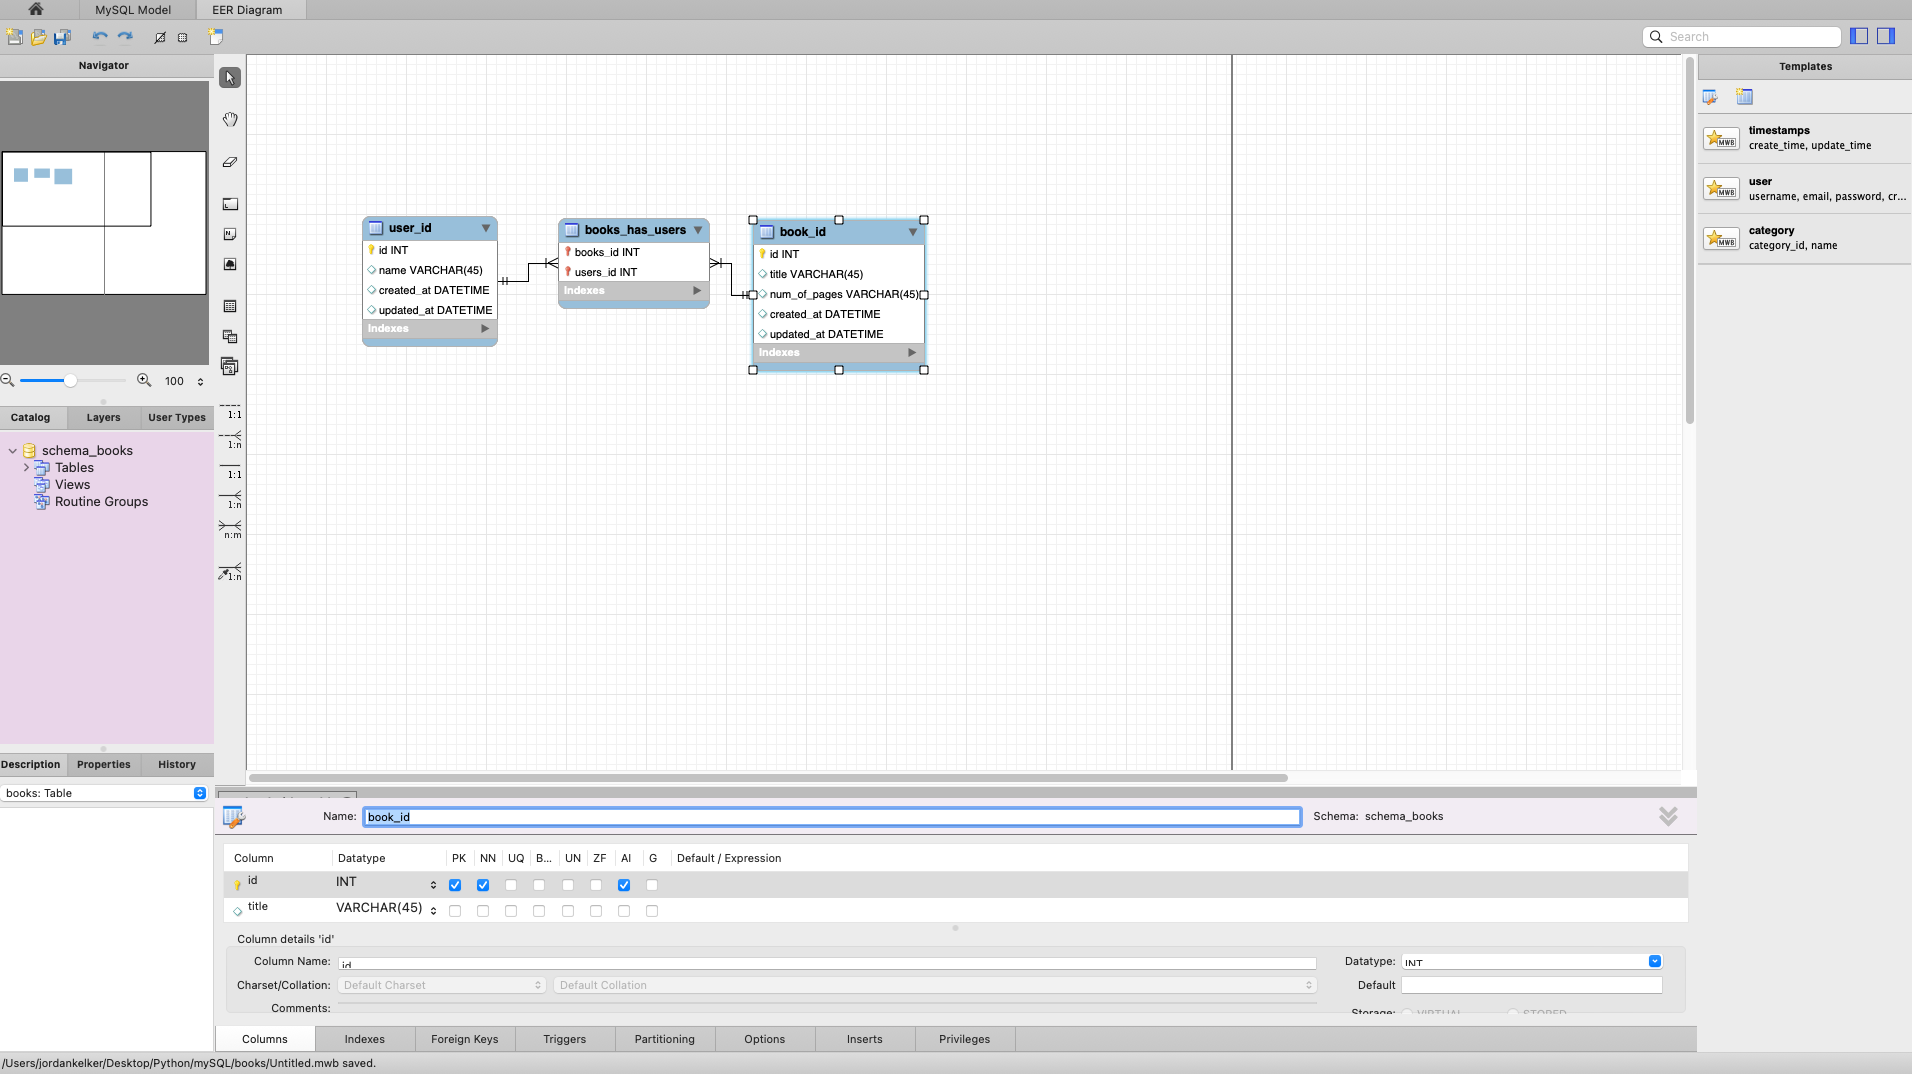 MySQL Model
EER Diagram
Search
Navigator
Templates
timestamps
create_time, update_time
user
username, email, password, cr...
category
category_id, name
user_id
id INT
name VARCHAR(45)
created_at DATETIME
updated_at DATETIME
Indexes
books_has_users
books_id INT
users_id INT
Indexes
book_id
id INT
title VARCHAR(45)
num_of_pages VARCHAR(45)
created_at DATETIME
updated_at DATETIME
Indexes
100
Catalog Layers User Types
schema_books
Tables
Views
Routine Groups
1:1
1:n
1:1
1:n
n:m
1:n
MWB
MWB
MWB
Description Properties History
books: Table
Name: book_id Schema: schema_books
Column Datatype PK NN UQ B... UN ZF AI G Default / Expression
id INT
title VARCHAR(45)
Column details 'id'
Column Name: id Datatype: INT
Charset/Collation: Default Charset Default Collation Default
Comments: Storage: VIRTUAL STORED
Columns Indexes Foreign Keys Triggers Partitioning Options Inserts Privileges
/Users/jordankelker/Desktop/Python/mySQL/books/Untitled.mwb saved.